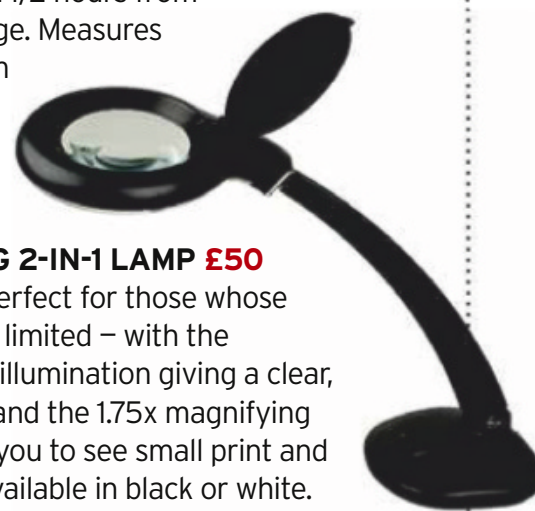 1/2 hours from
ge. Measures
G 2-IN-1 LAMP £50
erfect for those whose
limited – with the
illumination giving a clear,
and the 1.75x magnifying
you to see small print and
vailable in black or white.